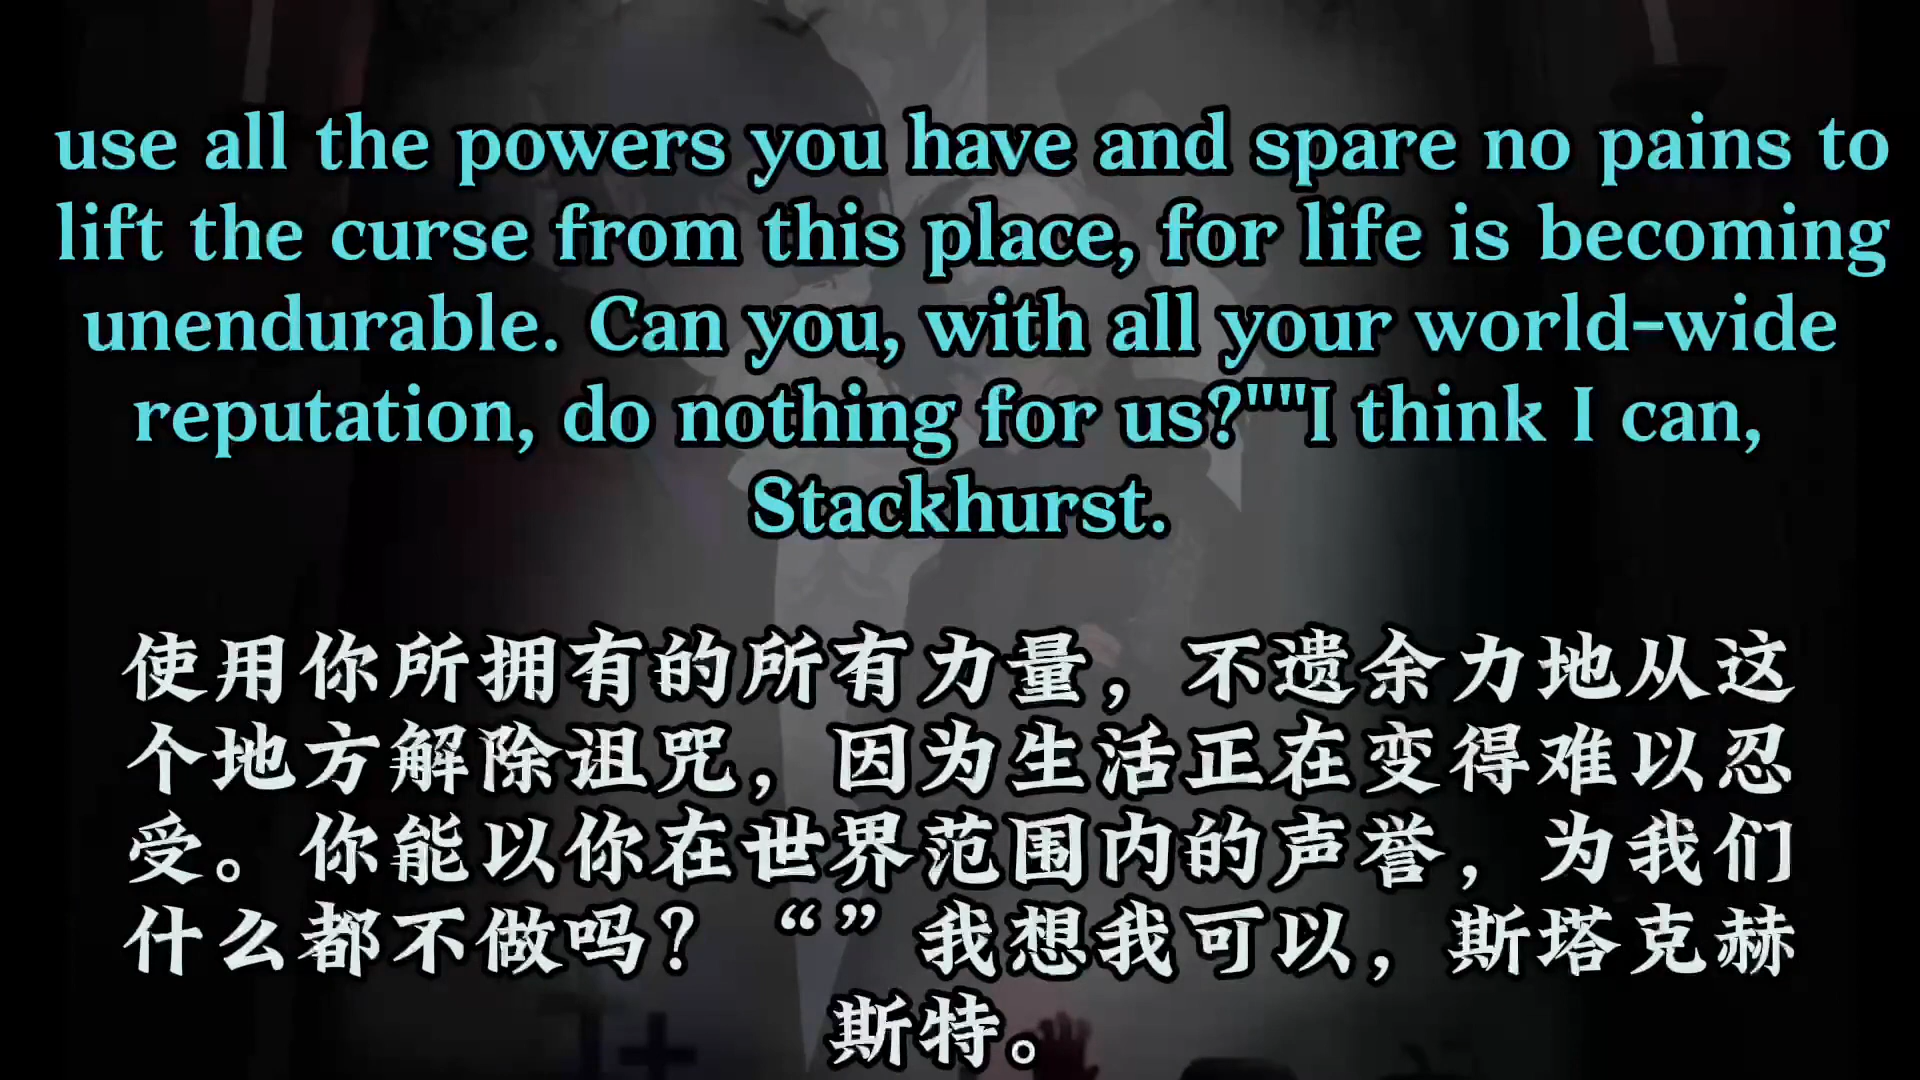 use all the powers you have and spare no pains to
lift the curse from this place, for life is becoming
unendurable. Can you, with all your world-wide
reputation, do nothing for us?""I think I can,
Stackhurst.
使用你所拥有的所有力量，不遗余力地从这
个地方解除诅咒，因为生活正在变得难以忍
受。你能以你在世界范围内的声誉，为我们
什么都不做吗？“”我想我可以，斯塔克赫
斯特。